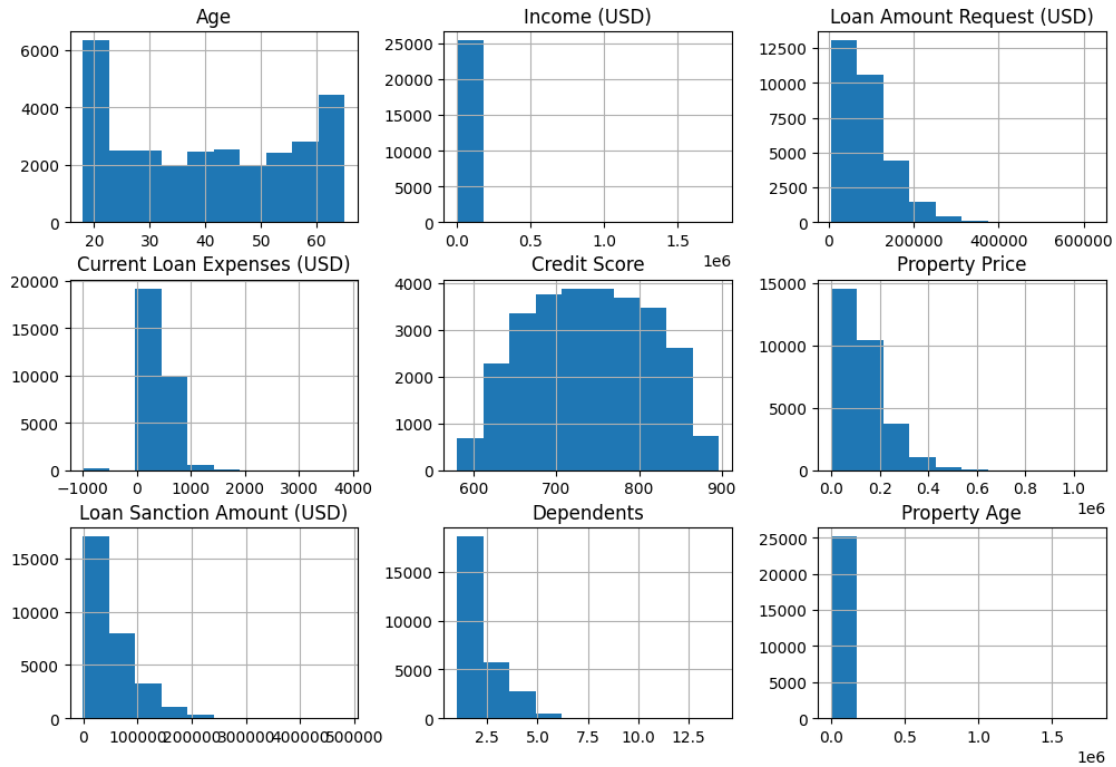 Age
6000
4000
2000
0
20 30 40 50 60
Income (USD)
25000
20000
15000
10000
5000
0
0.0 0.5 1.0 1.5
1e6
Loan Amount Request (USD)
12500
10000
7500
5000
2500
0
0 200000 400000 600000
Current Loan Expenses (USD)
20000
15000
10000
5000
0
−1000 0 1000 2000 3000 4000
Credit Score
4000
3000
2000
1000
0
600 700 800 900
Property Price
15000
10000
5000
0
0.0 0.2 0.4 0.6 0.8 1.0
1e6
Loan Sanction Amount (USD)
15000
10000
5000
0
0 100000 200000 300000 400000 500000
Dependents
15000
10000
5000
0
2.5 5.0 7.5 10.0 12.5
Property Age
25000
20000
15000
10000
5000
0
0.0 0.5 1.0 1.5
1e6